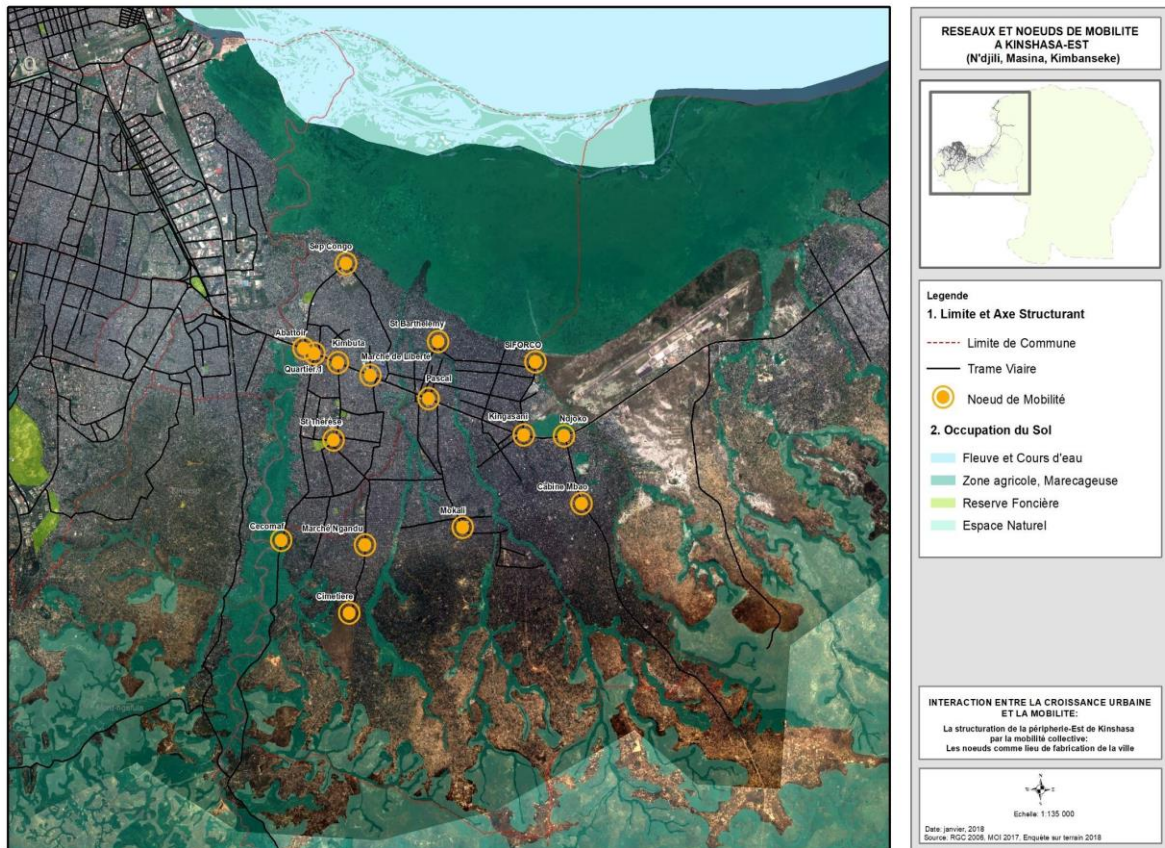 RESEAUX ET NOEUDS DE MOBILITE
A KINSHASA-EST
(N'djili, Masina, Kimbanseke)
Sep Congo
St Barthelemy
Abattoir
Kimbuta
Marché de Liberté
SIFORCO
Quartier 1
Pascal
St Thérèse
Kingasani
Ndjoko
Cabine Mbao
Mokali
Cecomaf
Marché Ngandu
Cimetiere
Legende
1. Limite et Axe Structurant
Limite de Commune
Trame Viaire
Noeud de Mobilité
2. Occupation du Sol
Fleuve et Cours d'eau
Zone agricole, Marecageuse
Reserve Foncière
Espace Naturel
INTERACTION ENTRE LA CROISSANCE URBAINE
ET LA MOBILITE:
La structuration de la péripherie-Est de Kinshasa
par la mobilité collective:
Les noeuds comme lieu de fabrication de la ville
N
S
Echelle: 1:135 000
Date: janvier, 2018
Source: RGC 2006, MOI 2017, Enquête sur terrain 2018